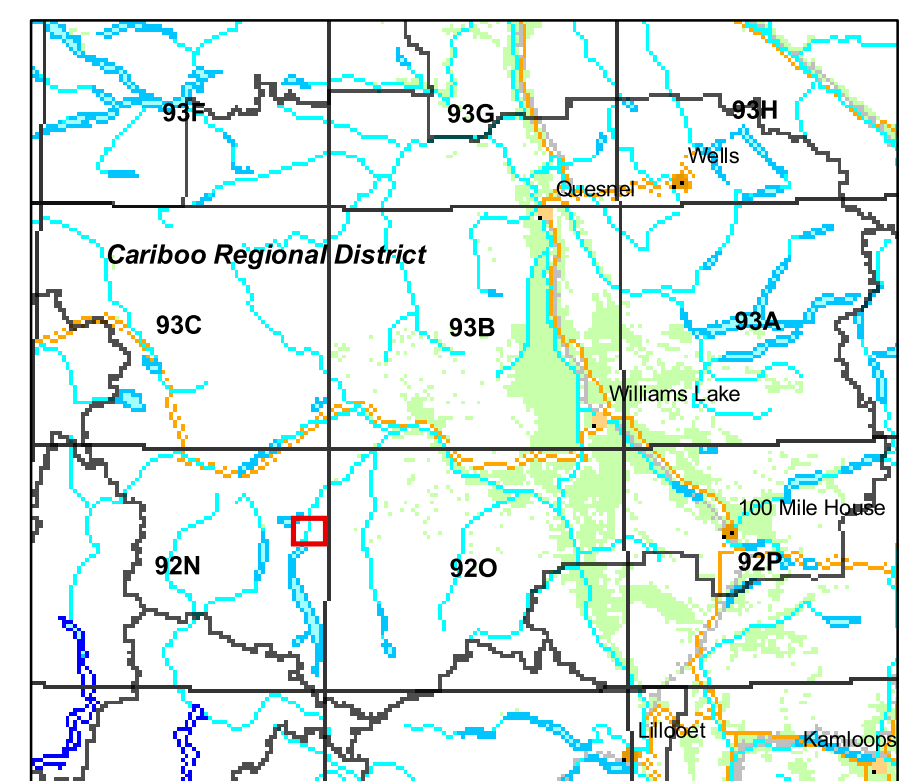 93F
93G
93H
Wells
Quesnel
Cariboo Regional District
93C
93B
93A
Williams Lake
100 Mile House
92N
92O
92P
Lillooet
Kamloops